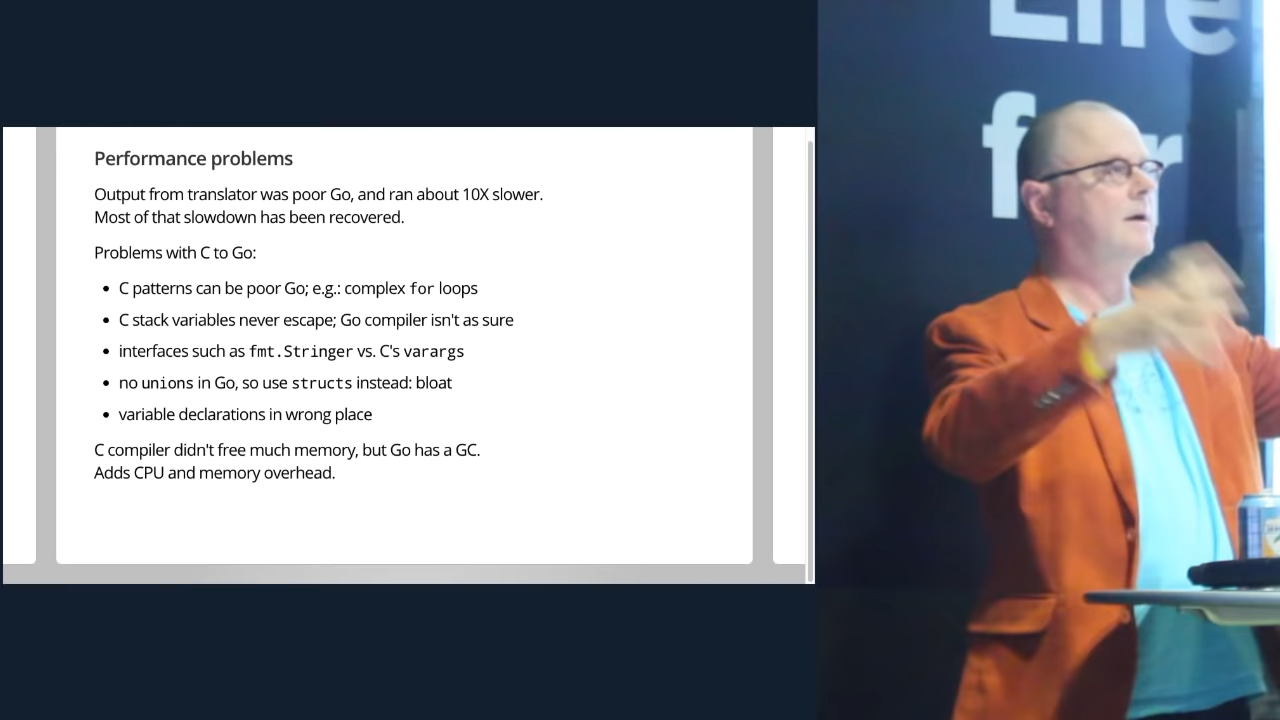 Performance problems
Output from translator was poor Go, and ran about 10X slower.
Most of that slowdown has been recovered.
Problems with C to Go:
• C patterns can be poor Go; e.g.: complex for loops
• C stack variables never escape; Go compiler isn't as sure
• interfaces such as fmt.Stringer vs. C's varargs
• no unions in Go, so use structs instead: bloat
• variable declarations in wrong place
C compiler didn't free much memory, but Go has a GC.
Adds CPU and memory overhead.
Life
for